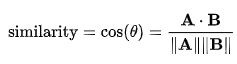 similarity = cos(θ) = A · B / ‖A‖‖B‖